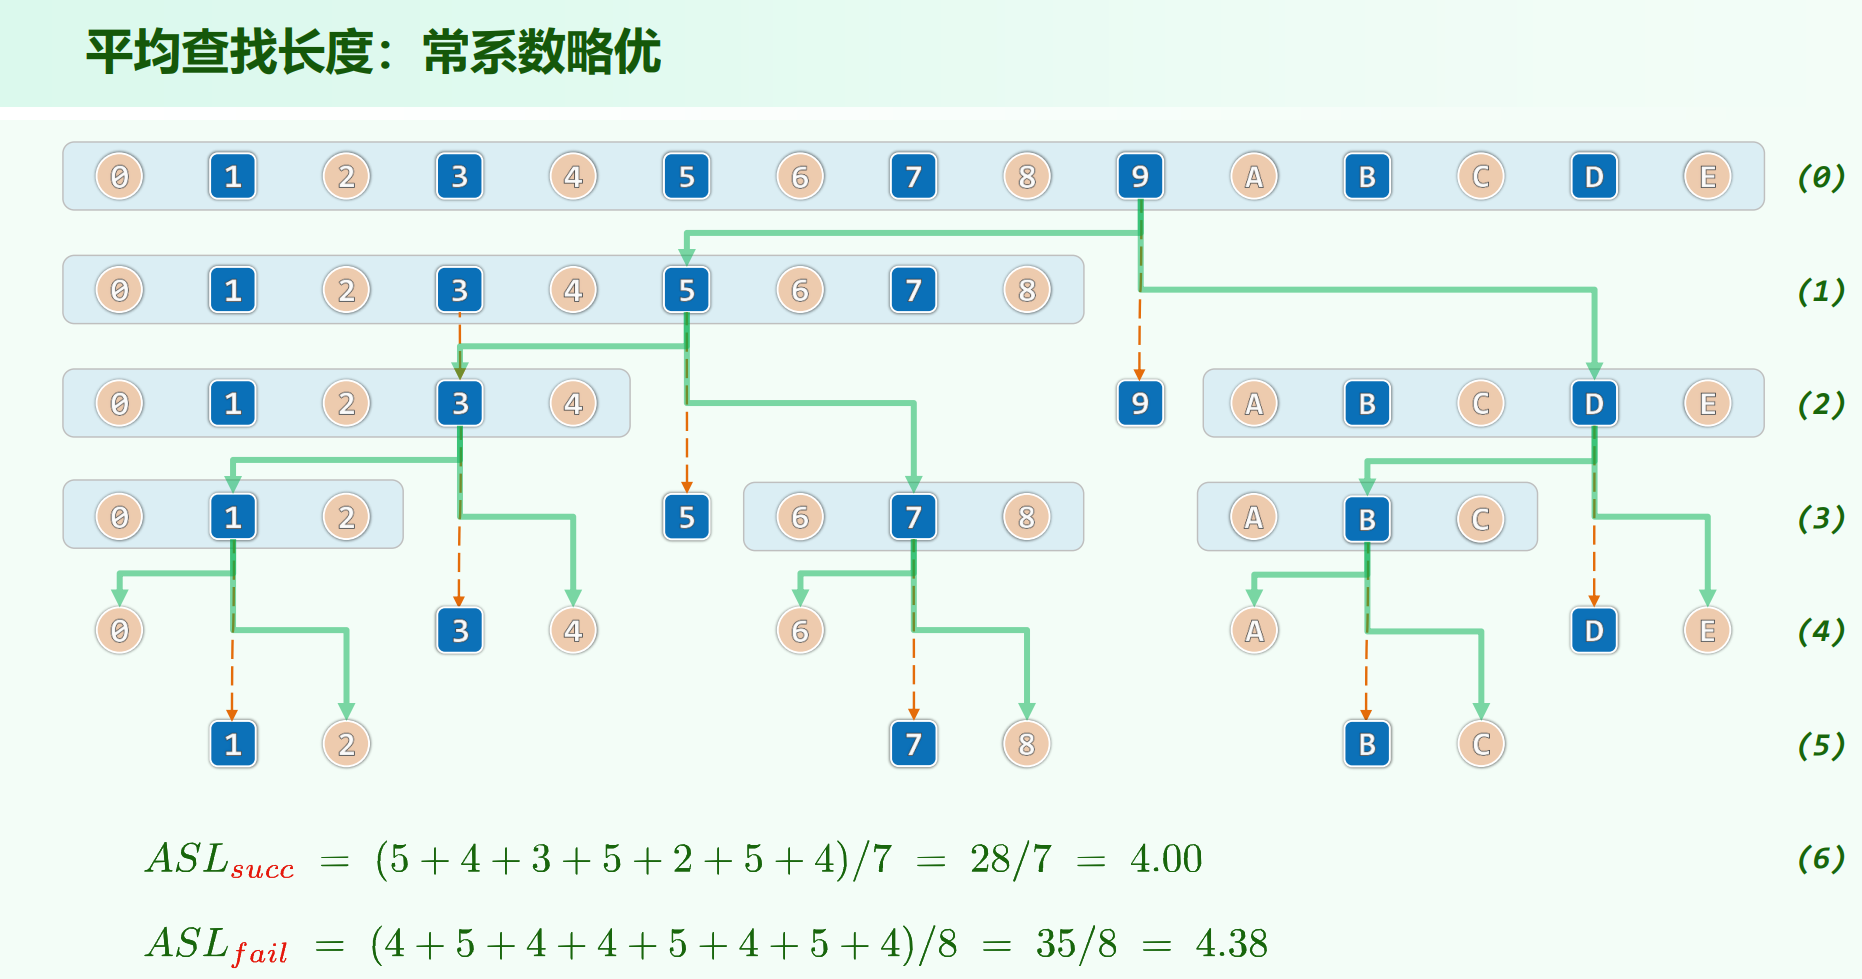 平均查找长度：常系数略优
0 1 2 3 4 5 6 7 8 9 A B C D E (0)
0 1 2 3 4 5 6 7 8 (1)
0 1 2 3 4 9 A B C D E (2)
0 1 2 5 6 7 8 A B C (3)
0 3 4 6 A D E (4)
1 2 7 8 B C (5)
ASL_succ = (5 + 4 + 3 + 5 + 2 + 5 + 4)/7 = 28/7 = 4.00 (6)
ASL_fail = (4 + 5 + 4 + 4 + 5 + 4 + 5 + 4)/8 = 35/8 = 4.38